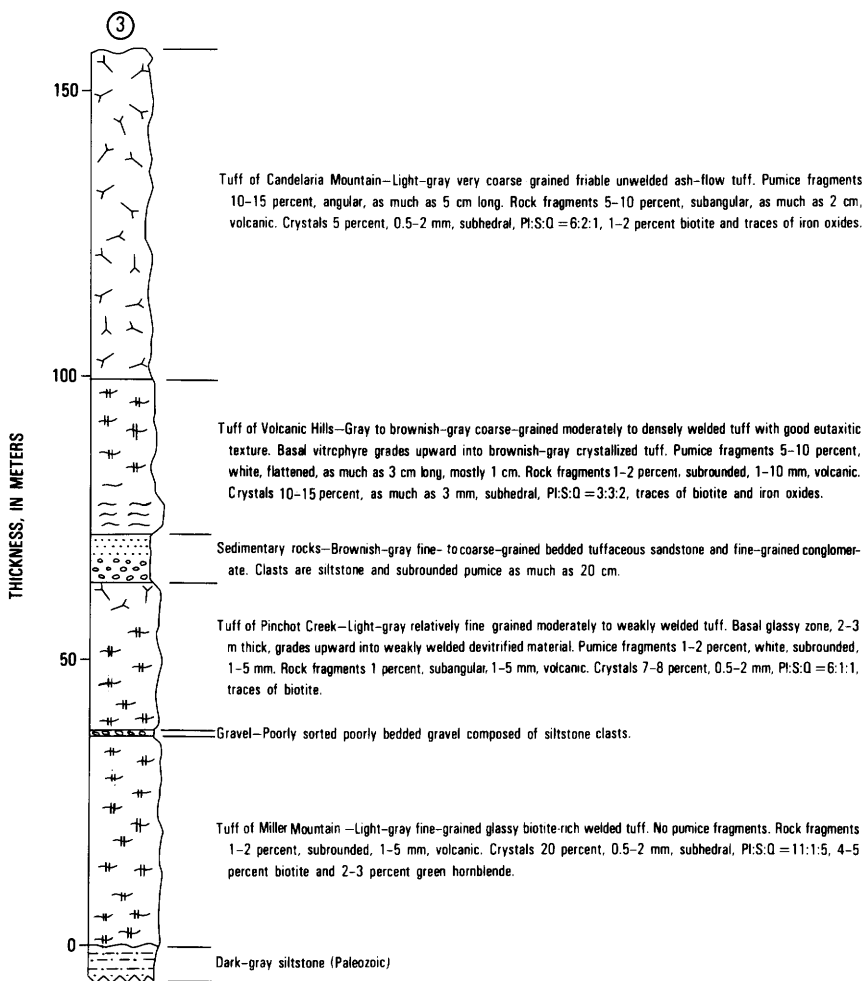 3
150
Tuff of Candelaria Mountain—Light-gray very coarse grained friable unwelded ash-flow tuff. Pumice fragments
10–15 percent, angular, as much as 5 cm long. Rock fragments 5–10 percent, subangular, as much as 2 cm,
volcanic. Crystals 5 percent, 0.5–2 mm, subhedral, Pl:S:Q =6:2:1, 1–2 percent biotite and traces of iron oxides.
100
THICKNESS, IN METERS
Tuff of Volcanic Hills—Gray to brownish-gray coarse-grained moderately to densely welded tuff with good eutaxitic
texture. Basal vitrcphyre grades upward into brownish-gray crystallized tuff. Pumice fragments 5–10 percent,
white, flattened, as much as 3 cm long, mostly 1 cm. Rock fragments 1–2 percent, subrounded, 1–10 mm, volcanic.
Crystals 10–15 percent, as much as 3 mm, subhedral, Pl:S:Q =3:3:2, traces of biotite and iron oxides.
Sedimentary rocks—Brownish-gray fine- to coarse-grained bedded tuffaceous sandstone and fine-grained conglomer-
ate. Clasts are siltstone and subrounded pumice as much as 20 cm.
Tuff of Pinchot Creek—Light-gray relatively fine grained moderately to weakly welded tuff. Basal glassy zone, 2–3
m thick, grades upward into weakly welded devitrified material. Pumice fragments 1–2 percent, white, subrounded,
1–5 mm. Rock fragments 1 percent, subangular, 1–5 mm, volcanic. Crystals 7–8 percent, 0.5–2 mm, Pl:S:Q =6:1:1,
traces of biotite.
50
Gravel—Poorly sorted poorly bedded gravel composed of siltstone clasts.
Tuff of Miller Mountain —Light-gray fine-grained glassy biotite-rich welded tuff. No pumice fragments. Rock fragments
1–2 percent, subrounded, 1–5 mm, volcanic. Crystals 20 percent, 0.5–2 mm, subhedral, Pl:S:Q =11:1:5, 4–5
percent biotite and 2–3 percent green hornblende.
0
Dark-gray siltstone (Paleozoic)